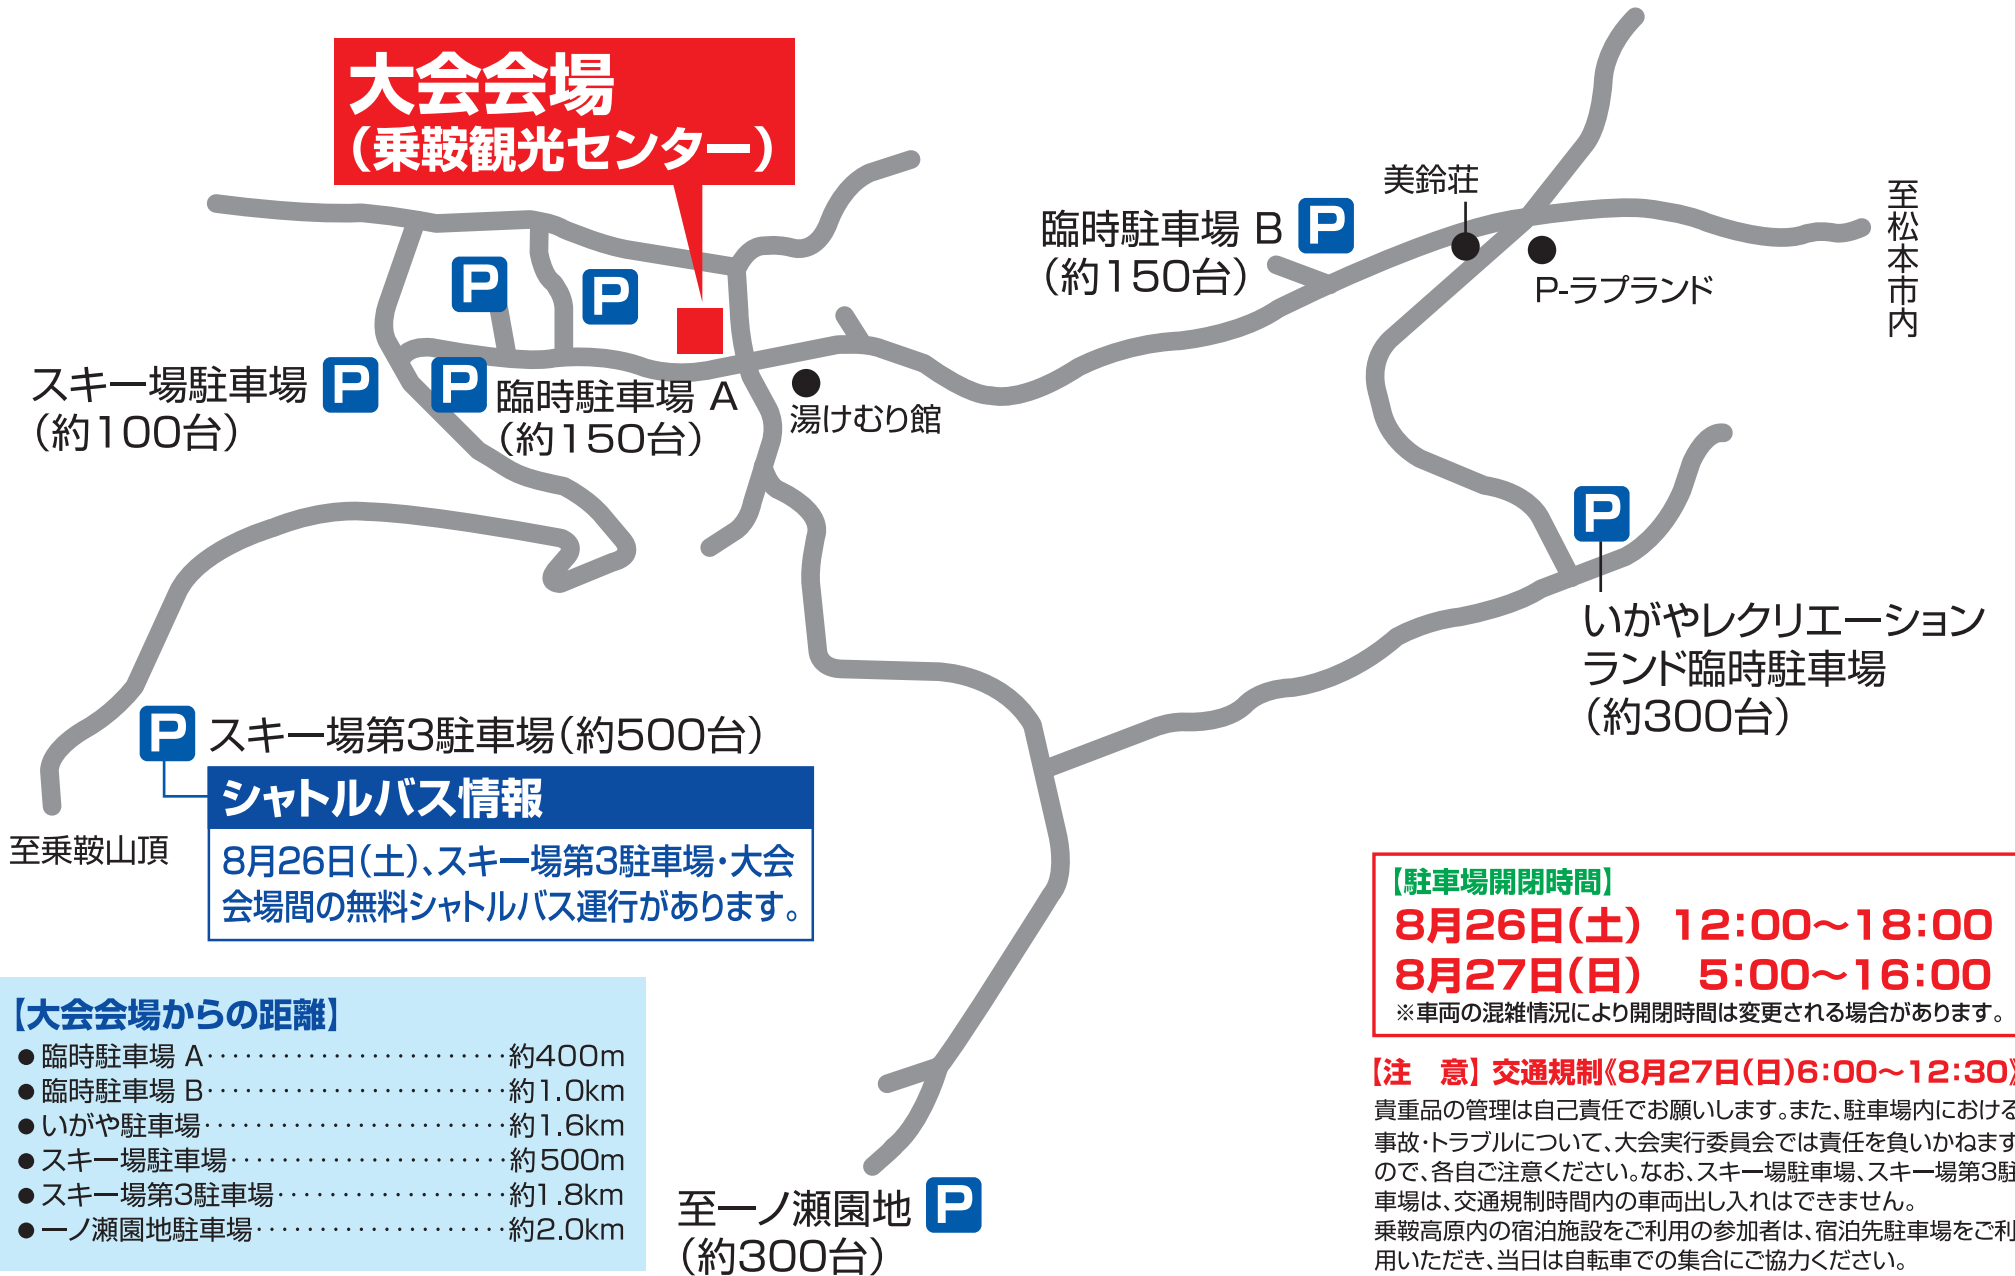 大会会場
（乗鞍観光センター）
P
P
スキー場駐車場 P
（約100台）
P 臨時駐車場 A
（約150台）
湯けむり館
臨時駐車場 B P
（約150台）
美鈴荘
P-ラプランド
至松本市内
P
いがやレクリエーション
ランド臨時駐車場
（約300台）
P スキー場第3駐車場（約500台）
シャトルバス情報
8月26日（土）、スキー場第3駐車場・大会
会場間の無料シャトルバス運行があります。
至乗鞍山頂
【大会会場からの距離】
●臨時駐車場 A・・・・・・・・・・・・・・・・・・・・・・・約400m
●臨時駐車場 B・・・・・・・・・・・・・・・・・・・・・・・約1.0km
●いがや駐車場・・・・・・・・・・・・・・・・・・・・・・・約1.6km
●スキー場駐車場・・・・・・・・・・・・・・・・・・・・・約500m
●スキー場第3駐車場・・・・・・・・・・・・・・・・・・約1.8km
●一ノ瀬園地駐車場・・・・・・・・・・・・・・・・・・・約2.0km
至一ノ瀬園地 P
（約300台）
【駐車場開閉時間】
8月26日（土） 12：00〜18：00
8月27日（日） 5：00〜16：00
※車両の混雑情況により開閉時間は変更される場合があります。
【注　意】交通規制《8月27日（日）6：00〜12：30》
貴重品の管理は自己責任でお願いします。また、駐車場内における
事故・トラブルについて、大会実行委員会では責任を負いかねます
ので、各自ご注意ください。なお、スキー場駐車場、スキー場第3駐
車場は、交通規制時間内の車両出し入れはできません。
乗鞍高原内の宿泊施設をご利用の参加者は、宿泊先駐車場をご利
用いただき、当日は自転車での集合にご協力ください。